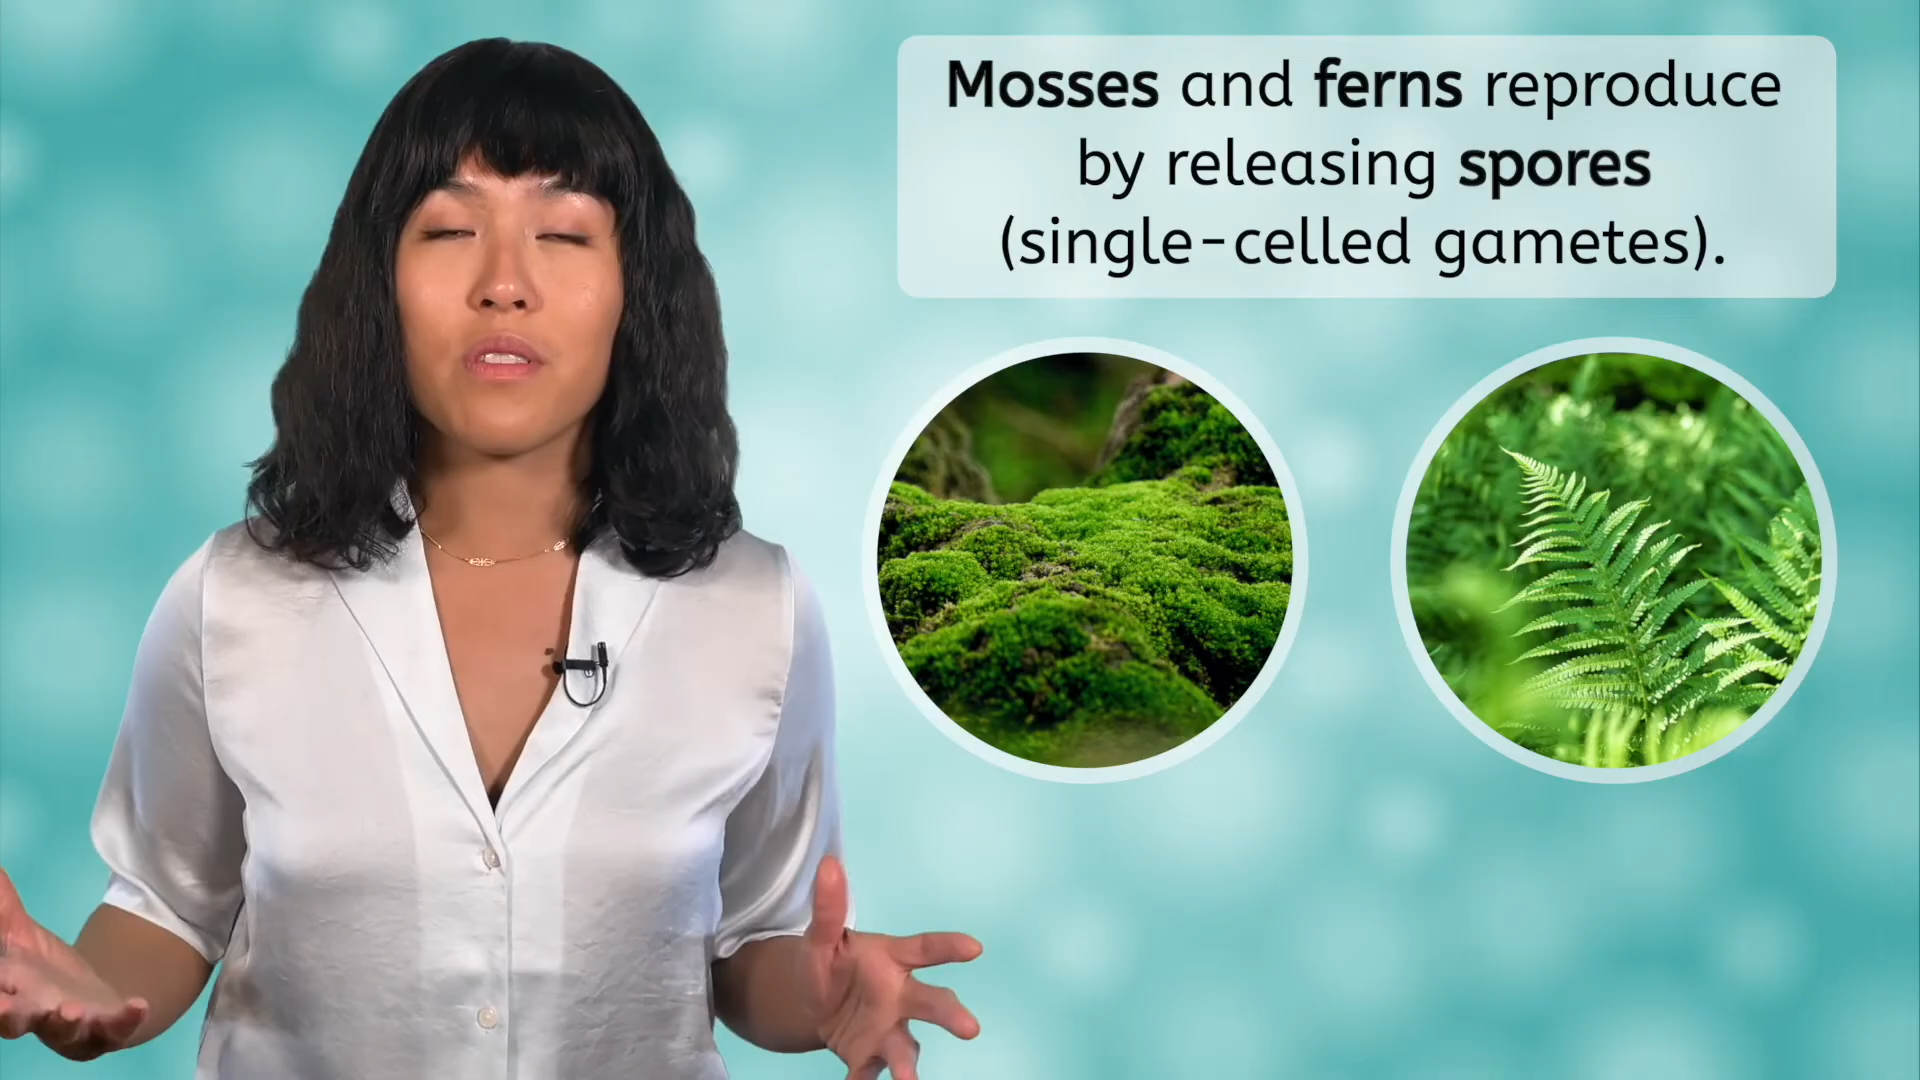 Mosses and ferns reproduce
by releasing spores
(single-celled gametes).